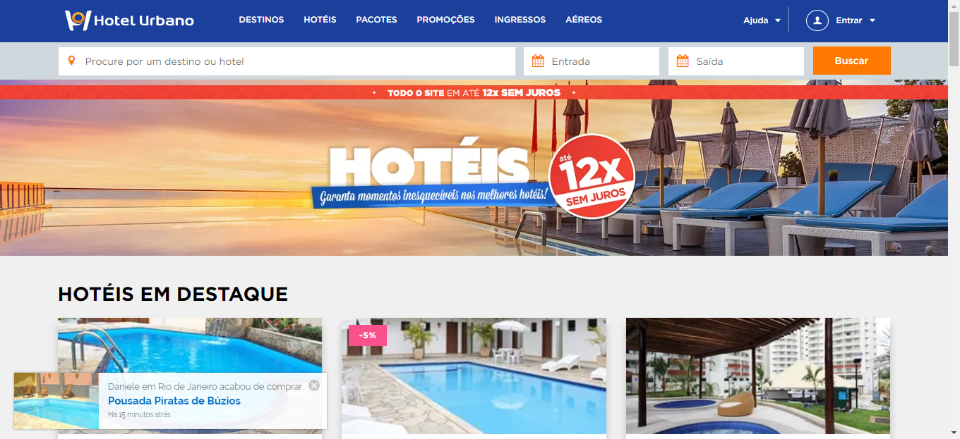 Hotel Urbano
DESTINOS HOTÉIS PACOTES PROMOÇÕES INGRESSOS AÉREOS
Ajuda Entrar
Procure por um destino ou hotel
Entrada
Saída
Buscar
• TODO O SITE EM ATÉ 12x SEM JUROS •
HOTÉIS
Garanta momentos inesquecíveis nos melhores hotéis!
até
12x
SEM JUROS
HOTÉIS EM DESTAQUE
-5%
Daniele em Rio de Janeiro acabou de comprar
Pousada Piratas de Búzios
Há 15 minutos atrás